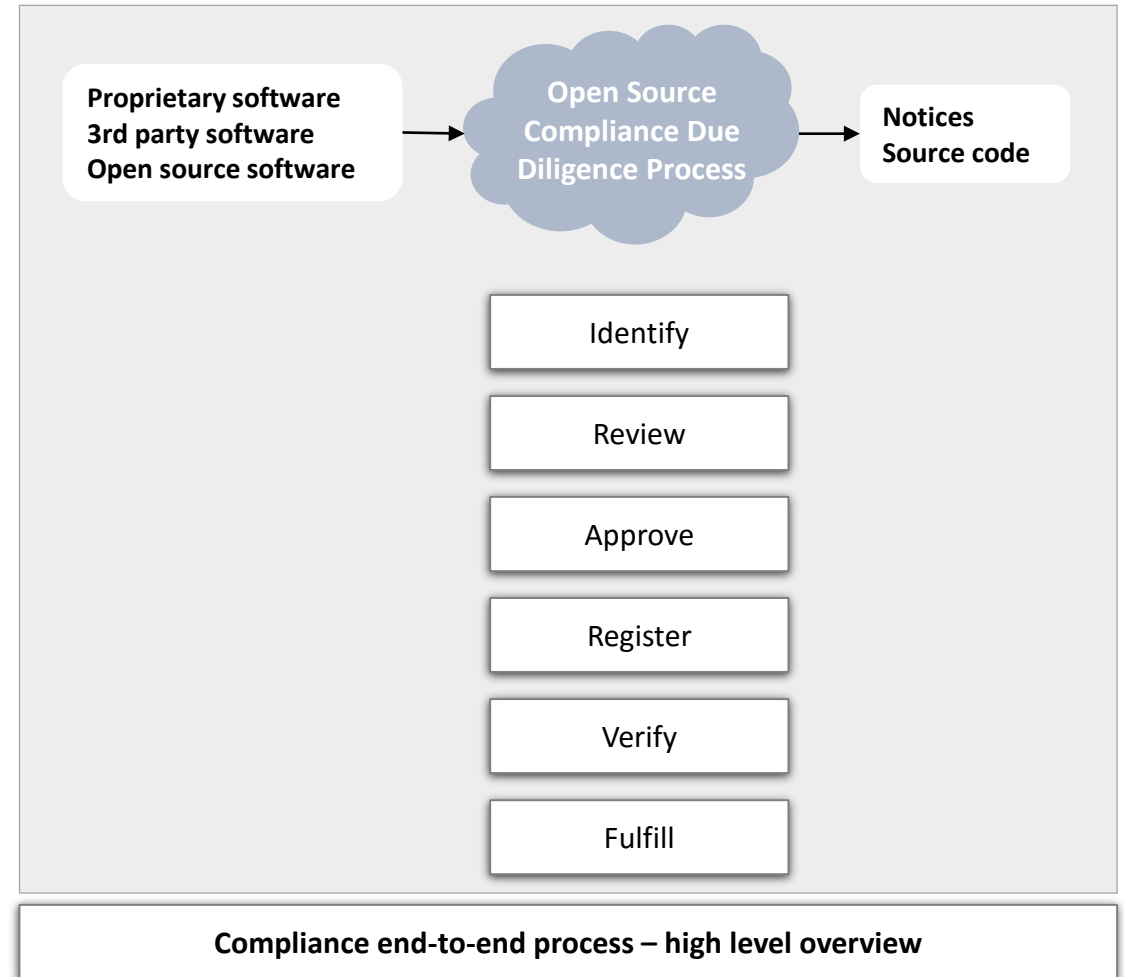 Proprietary software
3rd party software
Open source software
Open Source
Compliance Due
Diligence Process
Notices
Source code
Identify
Review
Approve
Register
Verify
Fulfill
Compliance end-to-end process – high level overview